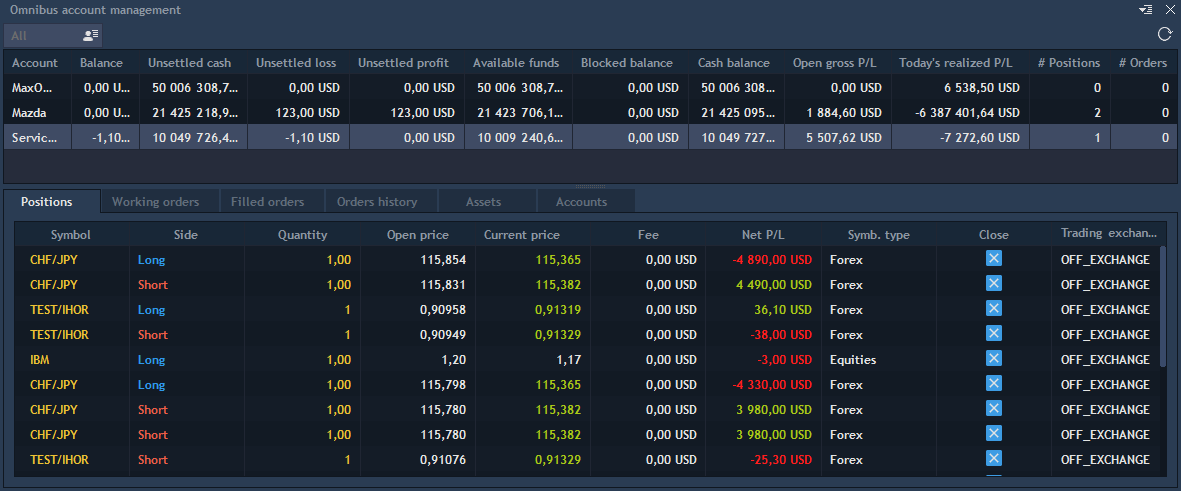 Omnibus account management
All
Account Balance Unsettled cash Unsettled loss Unsettled profit Available funds Blocked balance Cash balance Open gross P/L Today's realized P/L # Positions # Orders
MaxO... 0,00 U... 50 006 308,7... 0,00 USD 0,00 USD 50 006 308,7... 0,00 USD 50 006 308... 0,00 USD 6 538,50 USD 0 0
Mazda 0,00 U... 21 425 218,9... 123,00 USD 123,00 USD 21 423 706,1... 0,00 USD 21 425 095... 1 884,60 USD -6 387 401,64 USD 2 0
Servic... -1,10... 10 049 726,4... -1,10 USD 0,00 USD 10 009 240,6... 0,00 USD 10 049 727... 5 507,62 USD -7 272,60 USD 1 0
Positions Working orders Filled orders Orders history Assets Accounts
Symbol Side Quantity Open price Current price Fee Net P/L Symb. type Close Trading exchan...
CHF/JPY Long 1,00 115,854 115,365 0,00 USD -4 890,00 USD Forex OFF_EXCHANGE
CHF/JPY Short 1,00 115,831 115,382 0,00 USD 4 490,00 USD Forex OFF_EXCHANGE
TEST/IHOR Long 1 0,90958 0,91319 0,00 USD 36,10 USD Forex OFF_EXCHANGE
TEST/IHOR Short 1 0,90949 0,91329 0,00 USD -38,00 USD Forex OFF_EXCHANGE
IBM Long 1,00 1,20 1,17 0,00 USD -3,00 USD Equities OFF_EXCHANGE
CHF/JPY Long 1,00 115,798 115,365 0,00 USD -4 330,00 USD Forex OFF_EXCHANGE
CHF/JPY Short 1,00 115,780 115,382 0,00 USD 3 980,00 USD Forex OFF_EXCHANGE
CHF/JPY Short 1,00 115,780 115,382 0,00 USD 3 980,00 USD Forex OFF_EXCHANGE
TEST/IHOR Short 1 0,91076 0,91329 0,00 USD -25,30 USD Forex OFF_EXCHANGE